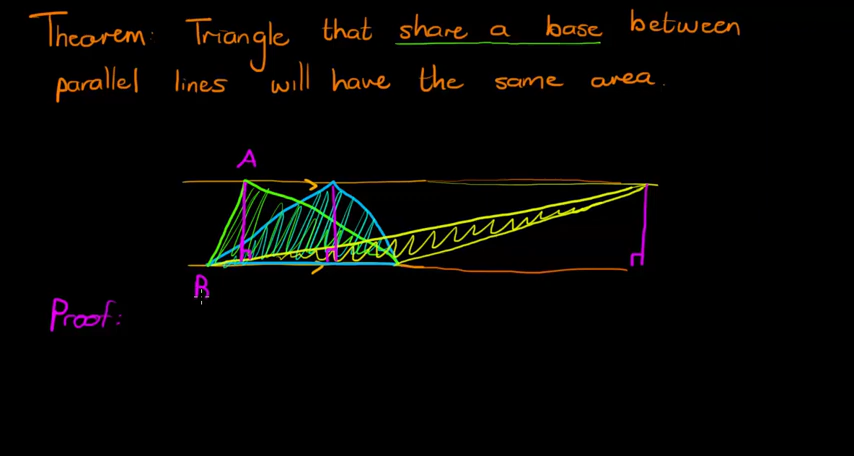 Theorem: Triangle that share a base between
parallel lines will have the same area.
A
B
Proof: